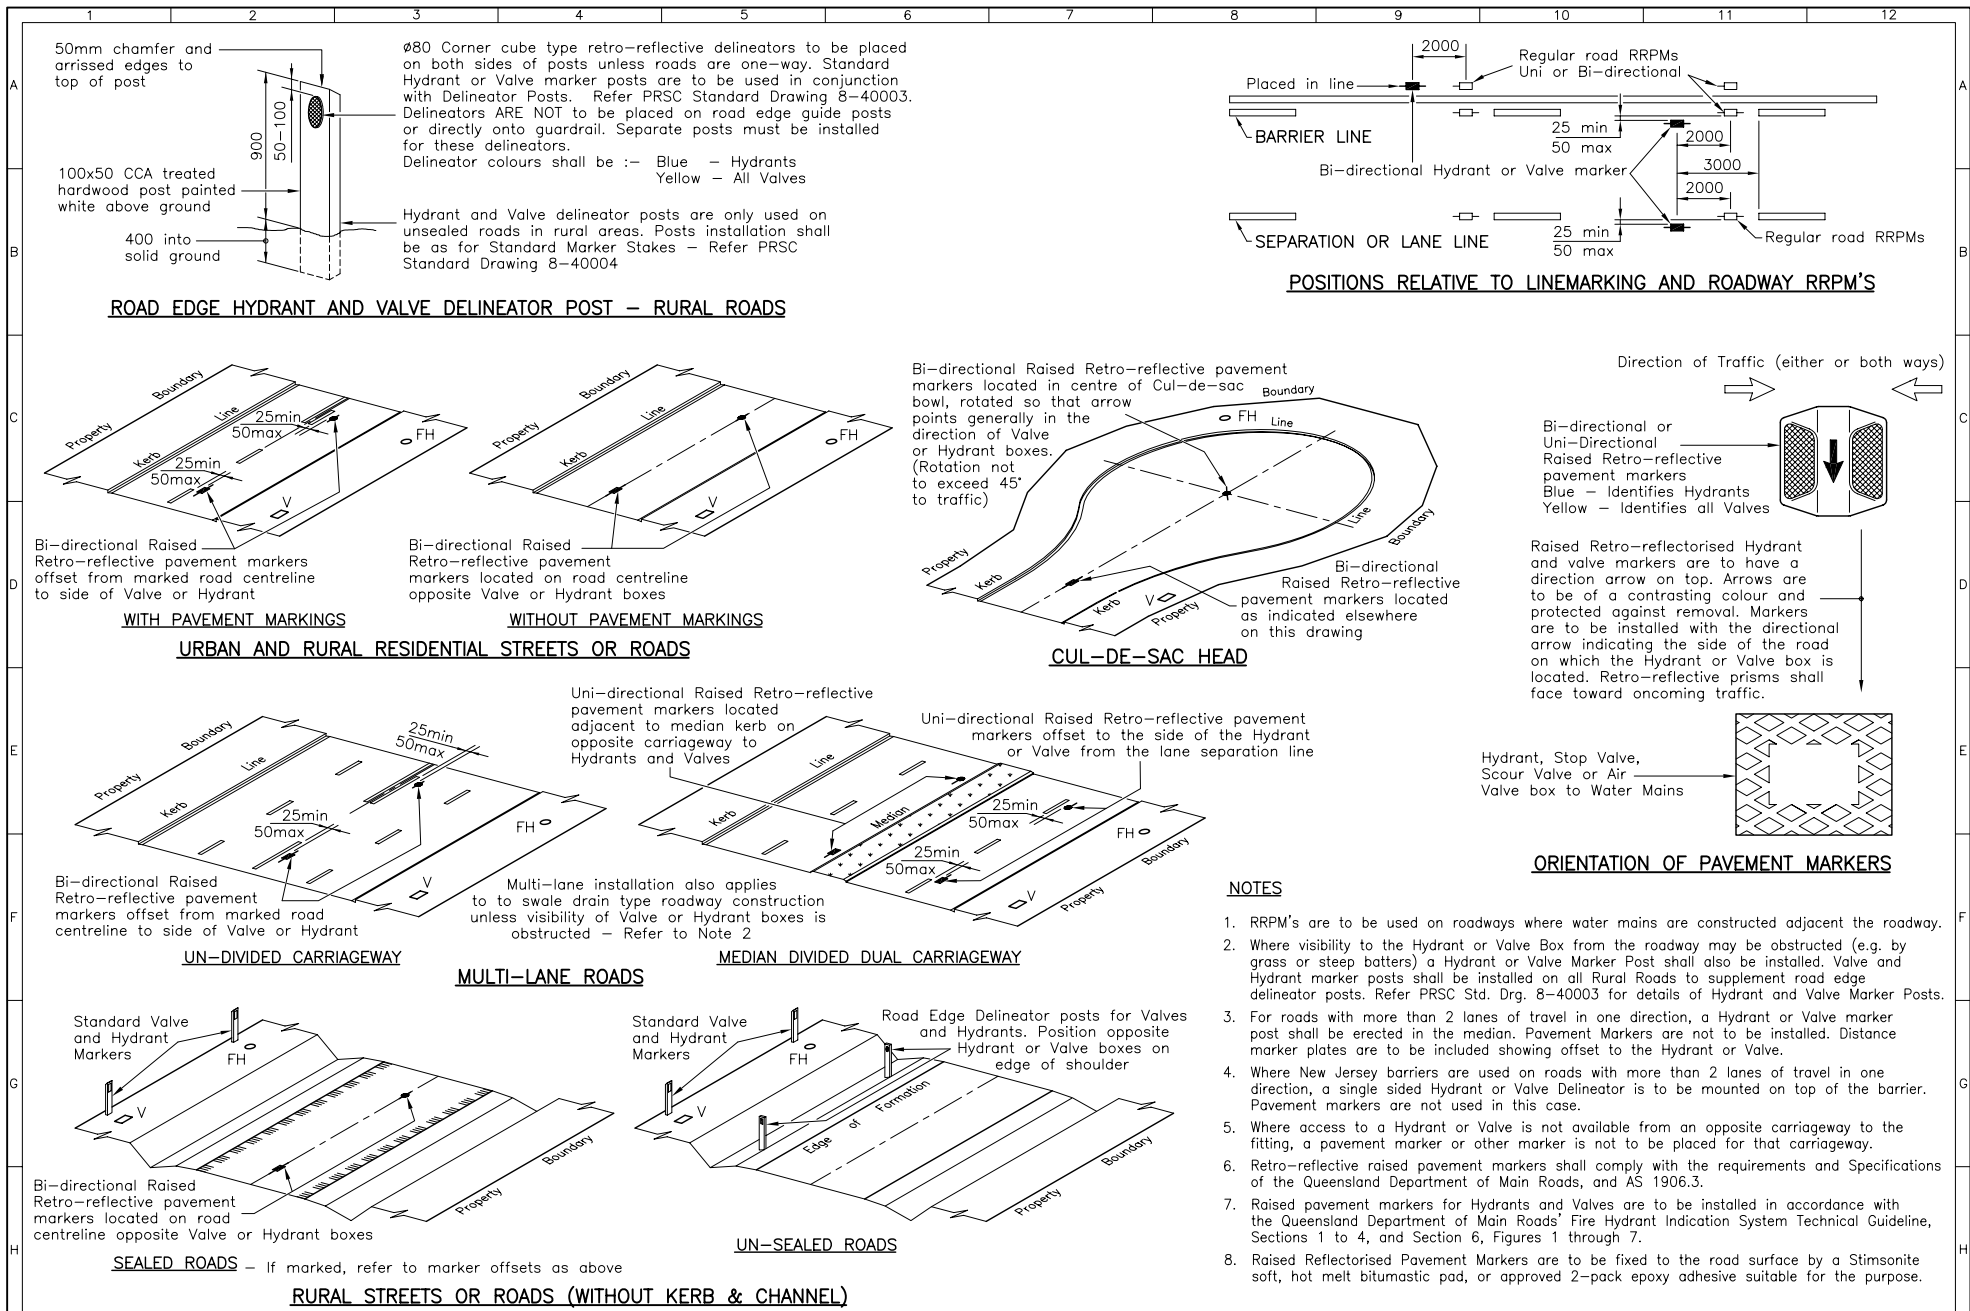 1 2 3 4 5 6 7 8 9 10 11 12
A
B
C
D
E
F
G
H
A
B
C
D
E
F
G
H
50mm chamfer and
arrissed edges to
top of post
900
50–100
100x50 CCA treated
hardwood post painted
white above ground
400 into
solid ground
Ø80 Corner cube type retro–reflective delineators to be placed
on both sides of posts unless roads are one–way. Standard
Hydrant or Valve marker posts are to be used in conjunction
with Delineator Posts. Refer PRSC Standard Drawing 8–40003.
Delineators ARE NOT to be placed on road edge guide posts
or directly onto guardrail. Separate posts must be installed
for these delineators.
Delineator colours shall be :– Blue – Hydrants
Yellow – All Valves
Hydrant and Valve delineator posts are only used on
unsealed roads in rural areas. Posts installation shall
be as for Standard Marker Stakes – Refer PRSC
Standard Drawing 8–40004
ROAD EDGE HYDRANT AND VALVE DELINEATOR POST – RURAL ROADS
2000
Regular road RRPMs
Uni or Bi–directional
Placed in line
BARRIER LINE
25 min
50 max
2000
3000
Bi–directional Hydrant or Valve marker
2000
SEPARATION OR LANE LINE
25 min
50 max
Regular road RRPMs
POSITIONS RELATIVE TO LINEMARKING AND ROADWAY RRPM'S
Property
Boundary
Kerb
Line
25min
50max
25min
50max
FH
V
Bi–directional Raised
Retro–reflective pavement markers
offset from marked road centreline
to side of Valve or Hydrant
WITH PAVEMENT MARKINGS
Property
Boundary
Kerb
Line
FH
V
Bi–directional Raised
Retro–reflective pavement
markers located on road centreline
opposite Valve or Hydrant boxes
WITHOUT PAVEMENT MARKINGS
URBAN AND RURAL RESIDENTIAL STREETS OR ROADS
Bi–directional Raised Retro–reflective pavement
markers located in centre of Cul–de–sac
bowl, rotated so that arrow
points generally in the
direction of Valve
or Hydrant boxes.
(Rotation not
to exceed 45°
to traffic)
Boundary
FH
Line
Line
Boundary
Property
Kerb
Kerb
V
Property
Bi–directional
Raised Retro–reflective
pavement markers located
as indicated elsewhere
on this drawing
CUL–DE–SAC HEAD
Direction of Traffic (either or both ways)
Bi–directional or
Uni–Directional
Raised Retro–reflective
pavement markers
Blue – Identifies Hydrants
Yellow – Identifies all Valves
Raised Retro–reflectorised Hydrant
and valve markers are to have a
direction arrow on top. Arrows are
to be of a contrasting colour and
protected against removal. Markers
are to be installed with the directional
arrow indicating the side of the road
on which the Hydrant or Valve box is
located. Retro–reflective prisms shall
face toward oncoming traffic.
Hydrant, Stop Valve,
Scour Valve or Air
Valve box to Water Mains
ORIENTATION OF PAVEMENT MARKERS
Property
Boundary
Kerb
Line
25min
50max
25min
50max
FH
V
Bi–directional Raised
Retro–reflective pavement
markers offset from marked road
centreline to side of Valve or Hydrant
UN–DIVIDED CARRIAGEWAY
Uni–directional Raised Retro–reflective
pavement markers located
adjacent to median kerb on
opposite carriageway to
Hydrants and Valves
Uni–directional Raised Retro–reflective pavement
markers offset to the side of the Hydrant
or Valve from the lane separation line
Kerb
Line
Median
25min
50max
25min
50max
FH
V
Boundary
Property
Multi–lane installation also applies
to to swale drain type roadway construction
unless visibility of Valve or Hydrant boxes is
obstructed – Refer to Note 2
MEDIAN DIVIDED DUAL CARRIAGEWAY
MULTI–LANE ROADS
Standard Valve
and Hydrant
Markers
FH
V
Boundary
Property
Bi–directional Raised
Retro–reflective pavement
markers located on road
centreline opposite Valve or Hydrant boxes
SEALED ROADS – If marked, refer to marker offsets as above
Standard Valve
and Hydrant
Markers
Road Edge Delineator posts for Valves
and Hydrants. Position opposite
Hydrant or Valve boxes on
edge of shoulder
FH
V
Edge of Formation
Boundary
Property
UN–SEALED ROADS
RURAL STREETS OR ROADS (WITHOUT KERB & CHANNEL)
NOTES
1. RRPM's are to be used on roadways where water mains are constructed adjacent the roadway.
2. Where visibility to the Hydrant or Valve Box from the roadway may be obstructed (e.g. by
grass or steep batters) a Hydrant or Valve Marker Post shall also be installed. Valve and
Hydrant marker posts shall be installed on all Rural Roads to supplement road edge
delineator posts. Refer PRSC Std. Drg. 8–40003 for details of Hydrant and Valve Marker Posts.
3. For roads with more than 2 lanes of travel in one direction, a Hydrant or Valve marker
post shall be erected in the median. Pavement Markers are not to be installed. Distance
marker plates are to be included showing offset to the Hydrant or Valve.
4. Where New Jersey barriers are used on roads with more than 2 lanes of travel in one
direction, a single sided Hydrant or Valve Delineator is to be mounted on top of the barrier.
Pavement markers are not used in this case.
5. Where access to a Hydrant or Valve is not available from an opposite carriageway to the
fitting, a pavement marker or other marker is not to be placed for that carriageway.
6. Retro–reflective raised pavement markers shall comply with the requirements and Specifications
of the Queensland Department of Main Roads, and AS 1906.3.
7. Raised pavement markers for Hydrants and Valves are to be installed in accordance with
the Queensland Department of Main Roads' Fire Hydrant Indication System Technical Guideline,
Sections 1 to 4, and Section 6, Figures 1 through 7.
8. Raised Reflectorised Pavement Markers are to be fixed to the road surface by a Stimsonite
soft, hot melt bitumastic pad, or approved 2–pack epoxy adhesive suitable for the purpose.